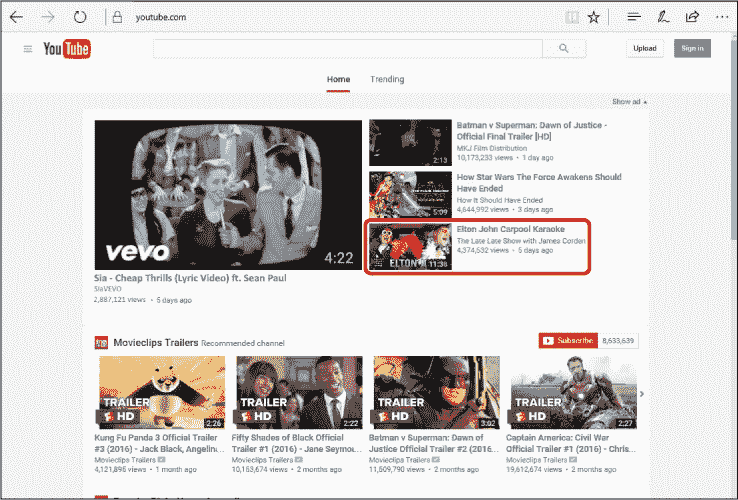 youtube.com
YouTube
Upload
Sign in
Home
Trending
Show ad
vevo
4:22
Sia - Cheap Thrills (Lyric Video) ft. Sean Paul
SiaVEVO
2,887,121 views • 5 days ago
2:13
Batman v Superman: Dawn of Justice -
Official Final Trailer [HD]
MKJ Film Distribution
10,173,233 views • 1 day ago
5:09
How Star Wars The Force Awakens Should
Have Ended
How It Should Have Ended
4,644,992 views • 3 days ago
ELTON
11:38
Elton John Carpool Karaoke
The Late Late Show with James Corden
4,374,532 views • 5 days ago
Movieclips Trailers Recommended channel
Subscribe 8,633,639
TRAILER
HD
2:26
Kung Fu Panda 3 Official Trailer
#3 (2016) - Jack Black, Angelin...
Movieclips Trailers
4,121,895 views • 1 month ago
TRAILER
HD
2:22
Fifty Shades of Black Official
Trailer #1 (2016) - Jane Seymou...
Movieclips Trailers
10,153,674 views • 2 months ago
TRAILER
HD
3:02
Batman v Superman: Dawn of
Justice Official Trailer #2 (2016...
Movieclips Trailers
11,509,790 views • 2 months ago
TRAILER
HD
2:27
Captain America: Civil War
Official Trailer #1 (2016) - Chris...
Movieclips Trailers
19,612,674 views • 2 months ago